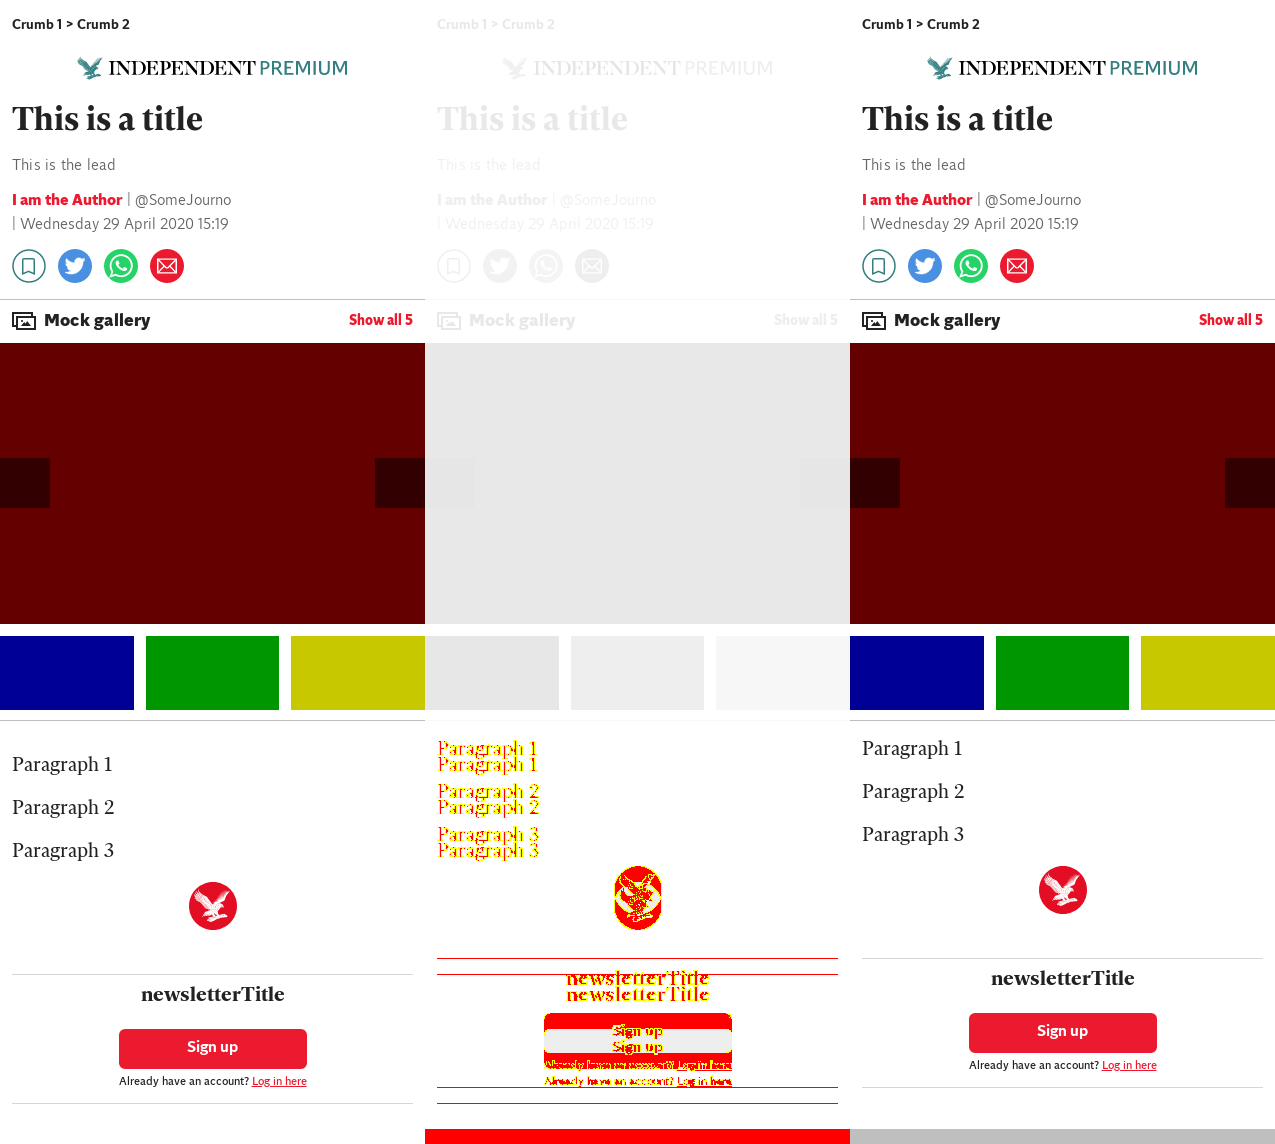 Crumb 1 > Crumb 2
INDEPENDENT PREMIUM
This is a title
This is the lead
I am the Author | @SomeJourno
| Wednesday 29 April 2020 15:19
Mock gallery
Show all 5
Paragraph 1
Paragraph 2
Paragraph 3
newsletterTitle
Sign up
Already have an account? Log in here
Crumb 1 > Crumb 2
INDEPENDENT PREMIUM
This is a title
This is the lead
I am the Author | @SomeJourno
| Wednesday 29 April 2020 15:19
Mock gallery
Show all 5
Paragraph 1
Paragraph 1
Paragraph 2
Paragraph 2
Paragraph 3
Paragraph 3
newsletterTitle
newsletterTitle
Sign up
Sign up
Already have an account? Log in here
Already have an account? Log in here
Crumb 1 > Crumb 2
INDEPENDENT PREMIUM
This is a title
This is the lead
I am the Author | @SomeJourno
| Wednesday 29 April 2020 15:19
Mock gallery
Show all 5
Paragraph 1
Paragraph 2
Paragraph 3
newsletterTitle
Sign up
Already have an account? Log in here